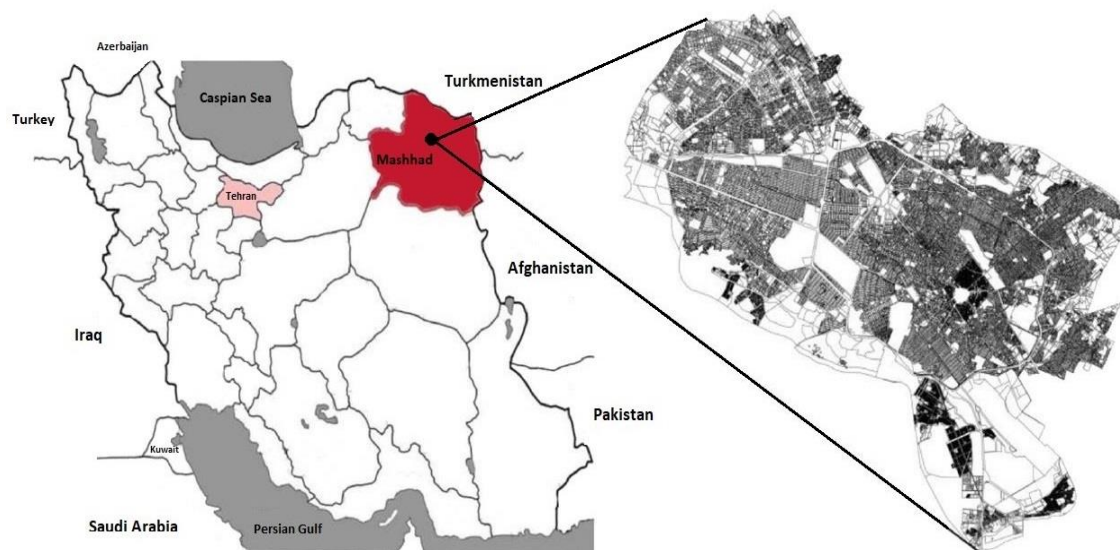 Azerbaijan
Turkmenistan
Caspian Sea
Turkey
Mashhad
Tehran
Afghanistan
Iraq
Pakistan
Kuwait
Saudi Arabia
Persian Gulf